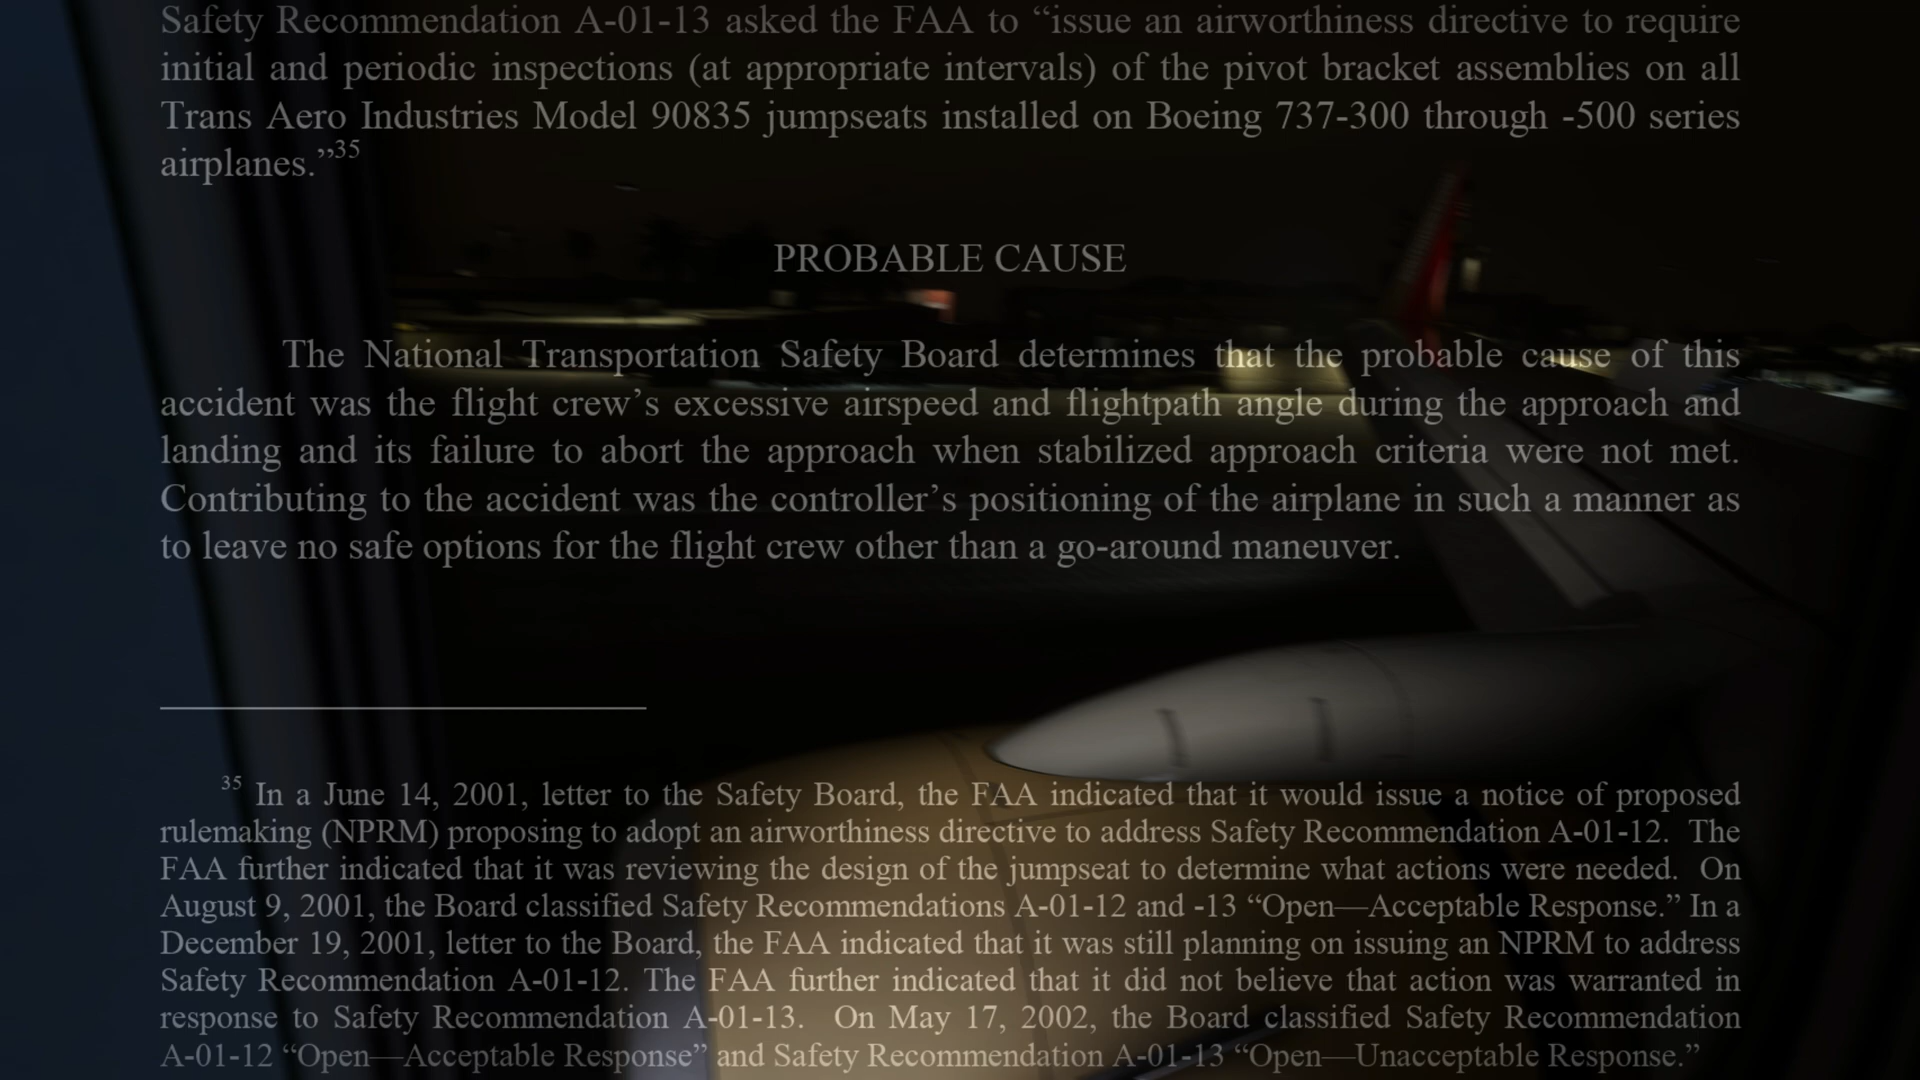 Safety Recommendation A-01-13 asked the FAA to “issue an airworthiness directive to require
initial and periodic inspections (at appropriate intervals) of the pivot bracket assemblies on all
Trans Aero Industries Model 90835 jumpseats installed on Boeing 737-300 through -500 series
airplanes.”35
PROBABLE CAUSE
The National Transportation Safety Board determines that the probable cause of this
accident was the flight crew’s excessive airspeed and flightpath angle during the approach and
landing and its failure to abort the approach when stabilized approach criteria were not met.
Contributing to the accident was the controller’s positioning of the airplane in such a manner as
to leave no safe options for the flight crew other than a go-around maneuver.
35 In a June 14, 2001, letter to the Safety Board, the FAA indicated that it would issue a notice of proposed
rulemaking (NPRM) proposing to adopt an airworthiness directive to address Safety Recommendation A-01-12. The
FAA further indicated that it was reviewing the design of the jumpseat to determine what actions were needed. On
August 9, 2001, the Board classified Safety Recommendations A-01-12 and -13 “Open—Acceptable Response.” In a
December 19, 2001, letter to the Board, the FAA indicated that it was still planning on issuing an NPRM to address
Safety Recommendation A-01-12. The FAA further indicated that it did not believe that action was warranted in
response to Safety Recommendation A-01-13. On May 17, 2002, the Board classified Safety Recommendation
A-01-12 “Open—Acceptable Response” and Safety Recommendation A-01-13 “Open—Unacceptable Response.”